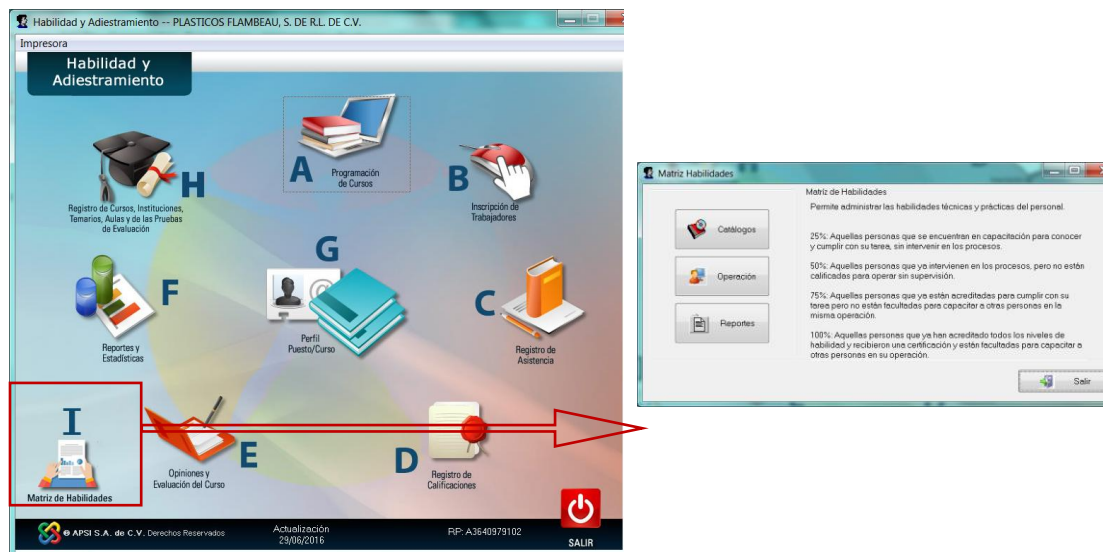 Habilidad y Adiestramiento -- PLASTICOS FLAMBEAU, S. DE R.L. DE C.V.
Impresora
Habilidad y
Adiestramiento
A
Programación
de Cursos
B
Inscripción de
Trabajadores
H
Registro de Cursos, Instituciones,
Temarios, Aulas y de las Pruebas
de Evaluación
G
Perfil
Puesto/Curso
C
Registro de
Asistencia
F
Reportes y
Estadísticas
I
Matriz de Habilidades
E
Opiniones y
Evaluación del Curso
D
Registro de
Calificaciones
© APSI S.A. de C.V. Derechos Reservados
Actualización
29/06/2016
RP: A3640979102
SALIR
Matriz Habilidades
Matriz de Habilidades
Permite administrar las habilidades técnicas y prácticas del personal.
Catálogos
25%: Aquellas personas que se encuentran en capacitación para conocer
y cumplir con su tarea, sin intervenir en los procesos.
Operación
50%: Aquellas personas que ya intervienen en los procesos, pero no están
calificadas para operar sin supervisión.
75%: Aquellas personas que ya están acreditadas para cumplir con su
tarea pero no están facultadas para capacitar a otras personas en la
misma operación.
Reportes
100%: Aquellas personas que ya han acreditado todos los niveles de
habilidad y recibieron una certificación y están facultadas para capacitar a
otras personas en su operación.
Salir